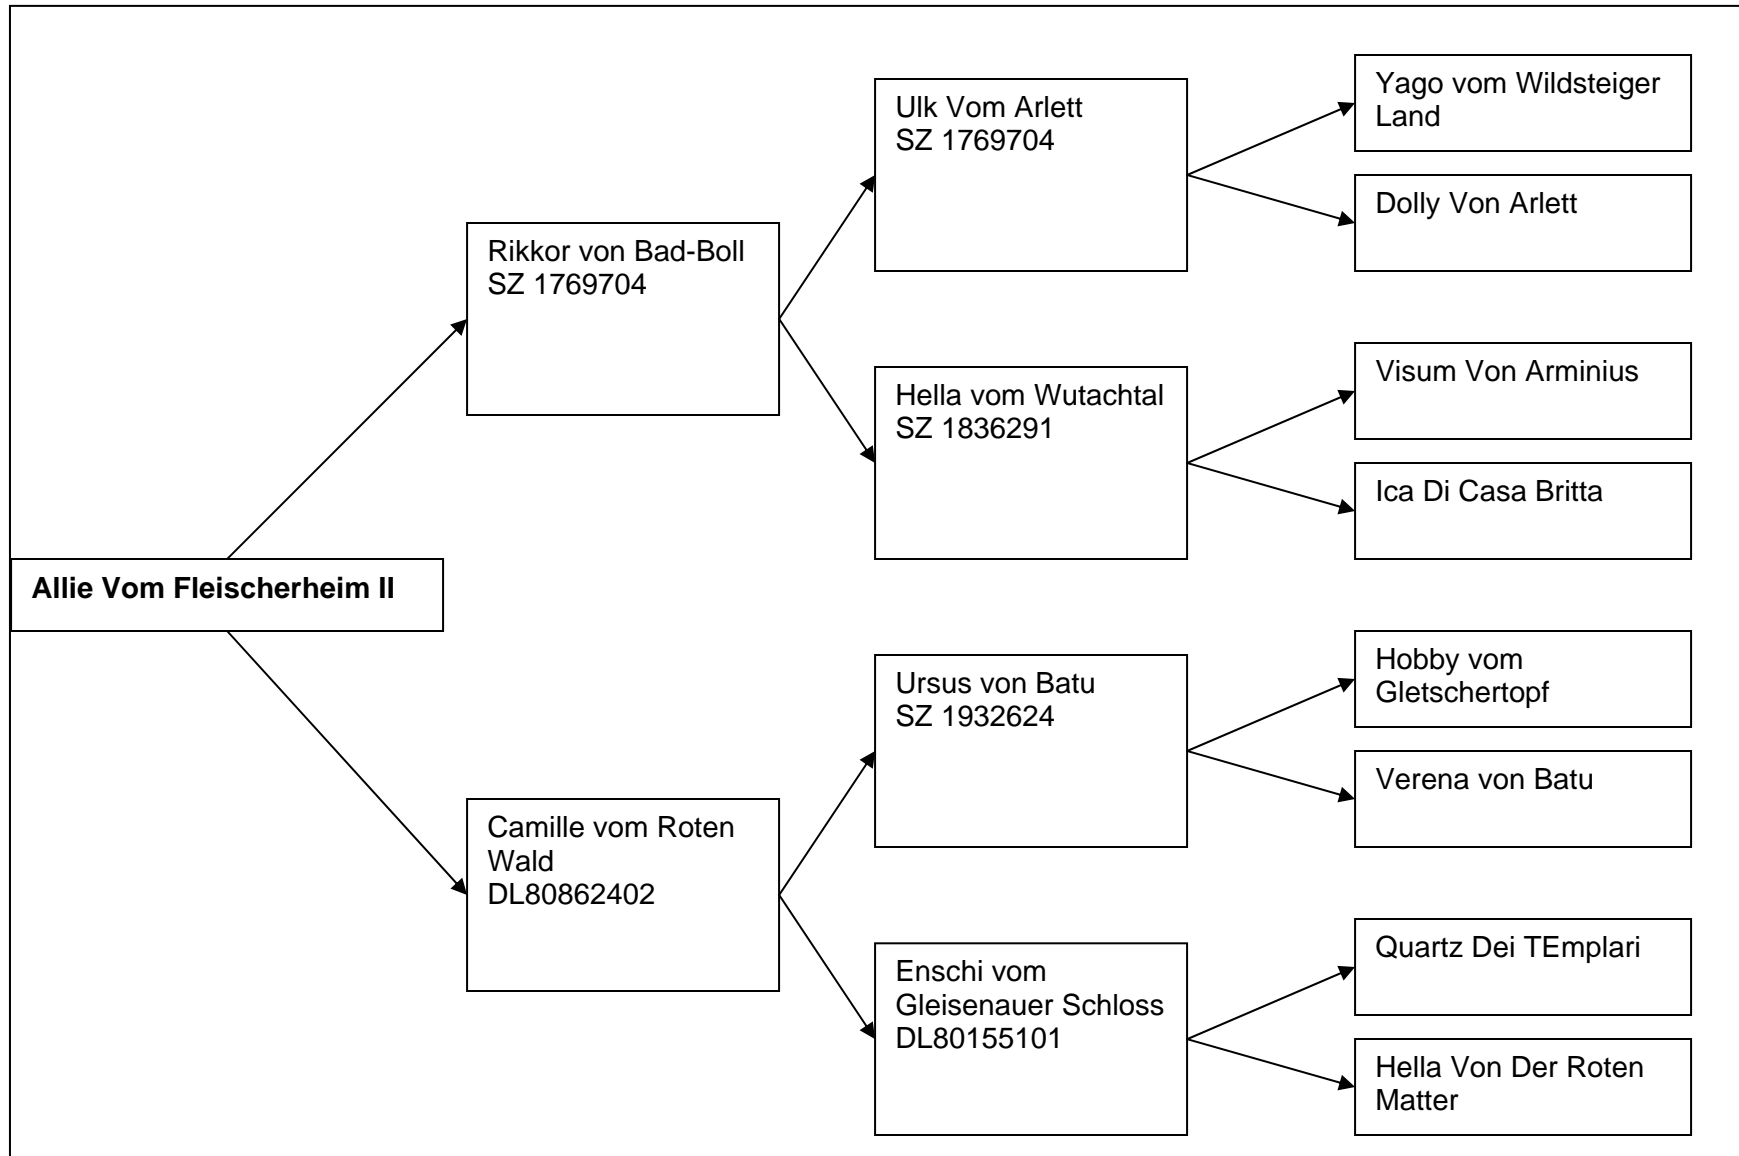 Allie Vom Fleischerheim II
Rikkor von Bad-Boll
SZ 1769704
Camille vom Roten
Wald
DL80862402
Ulk Vom Arlett
SZ 1769704
Hella vom Wutachtal
SZ 1836291
Ursus von Batu
SZ 1932624
Enschi vom
Gleisenauer Schloss
DL80155101
Yago vom Wildsteiger
Land
Dolly Von Arlett
Visum Von Arminius
Ica Di Casa Britta
Hobby vom
Gletschertopf
Verena von Batu
Quartz Dei TEmplari
Hella Von Der Roten
Matter